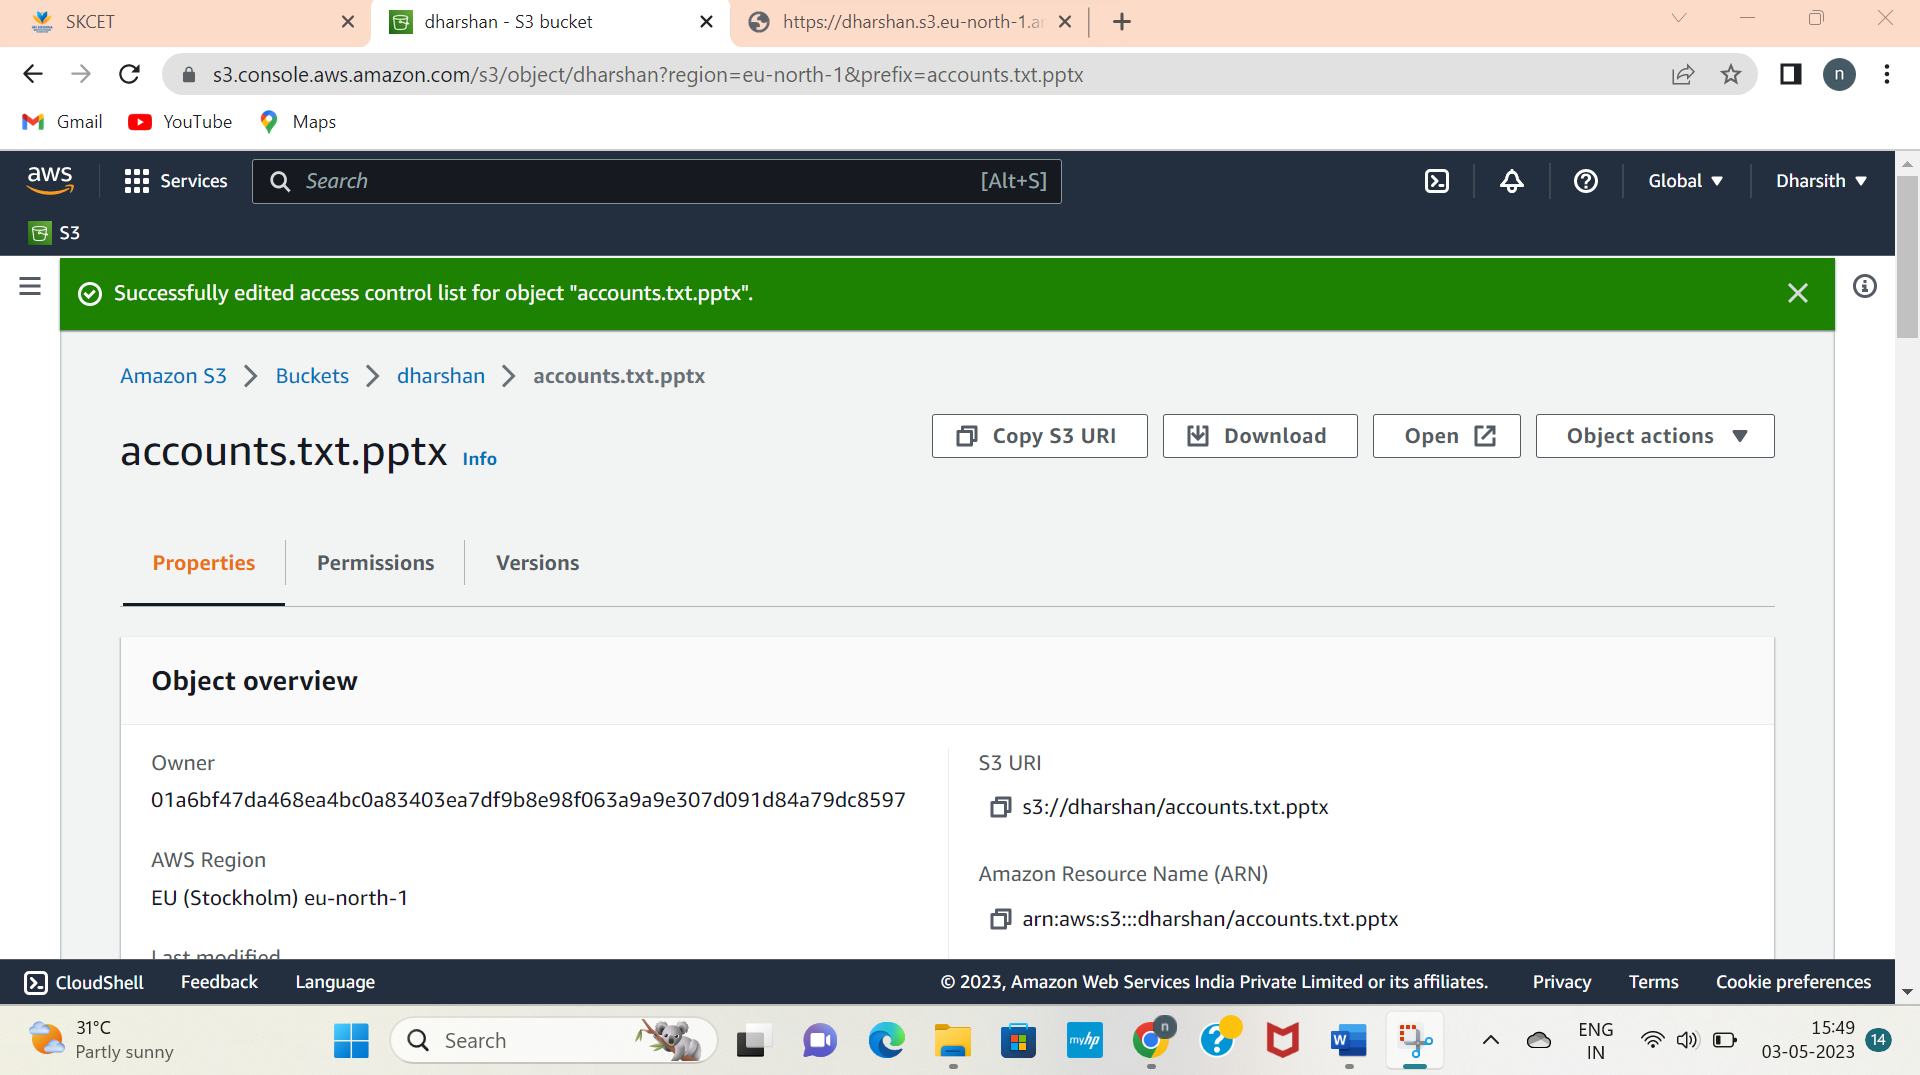 SKCET
dharshan - S3 bucket
https://dharshan.s3.eu-north-1.a
s3.console.aws.amazon.com/s3/object/dharshan?region=eu-north-1&prefix=accounts.txt.pptx
n
Gmail
YouTube
Maps
aws
Services
Search
[Alt+S]
Global
Dharsith
S3
Successfully edited access control list for object "accounts.txt.pptx".
Amazon S3
Buckets
dharshan
accounts.txt.pptx
accounts.txt.pptx
Info
Copy S3 URI
Download
Open
Object actions
Properties
Permissions
Versions
Object overview
Owner
01a6bf47da468ea4bc0a83403ea7df9b8e98f063a9a9e307d091d84a79dc8597
AWS Region
EU (Stockholm) eu-north-1
Last modified
S3 URI
s3://dharshan/accounts.txt.pptx
Amazon Resource Name (ARN)
arn:aws:s3:::dharshan/accounts.txt.pptx
CloudShell
Feedback
Language
© 2023, Amazon Web Services India Private Limited or its affiliates.
Privacy
Terms
Cookie preferences
31°C
Partly sunny
Search
myhp
n
W
ENG
IN
15:49
03-05-2023
14